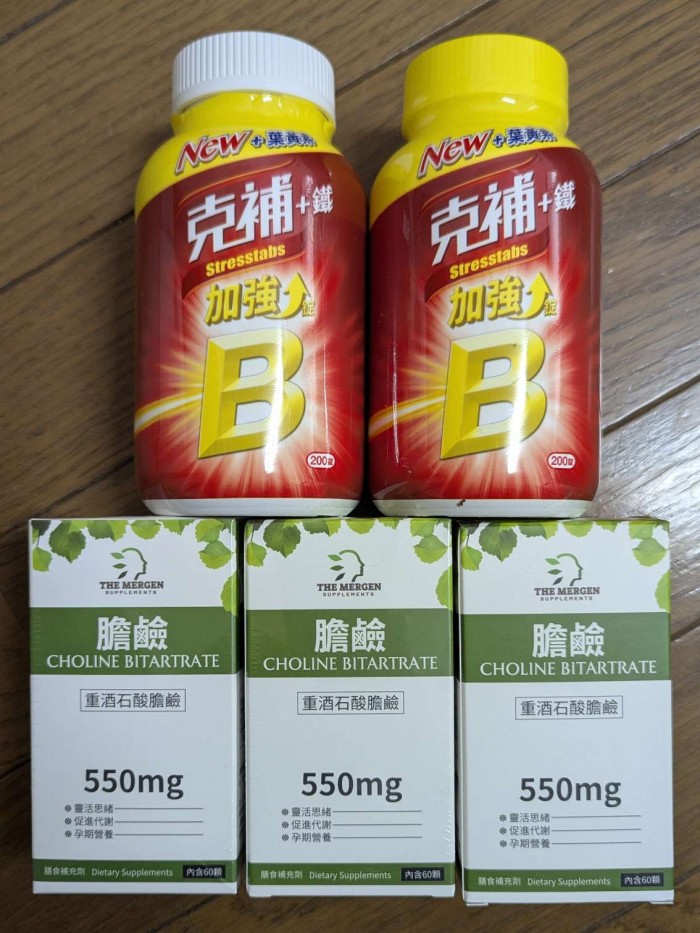 New +葉黃素
克補+鐵
Stresstabs
加強錠
B
200錠
New +葉黃素
克補+鐵
Stresstabs
加強錠
B
200錠
THE MERGEN
SUPPLEMENTS
膽鹼
CHOLINE BITARTRATE
重酒石酸膽鹼
550mg
❋靈活思緒
❋促進代謝
❋孕期營養
膳食補充劑 Dietary Supplements 內含60顆
THE MERGEN
SUPPLEMENTS
膽鹼
CHOLINE BITARTRATE
重酒石酸膽鹼
550mg
❋靈活思緒
❋促進代謝
❋孕期營養
膳食補充劑 Dietary Supplements 內含60顆
THE MERGEN
SUPPLEMENTS
膽鹼
CHOLINE BITARTRATE
重酒石酸膽鹼
550mg
❋靈活思緒
❋促進代謝
❋孕期營養
膳食補充劑 Dietary Supplements 內含60顆